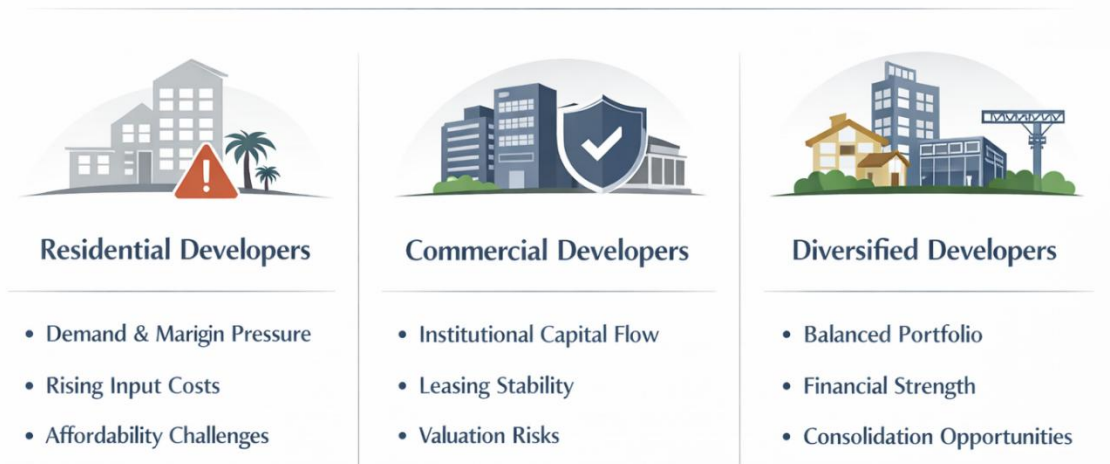 Residential Developers
• Demand & Marigin Pressure
• Rising Input Costs
• Affordability Challenges
Commercial Developers
• Institutional Capital Flow
• Leasing Stability
• Valuation Risks
Diversified Developers
• Balanced Portfolio
• Financial Strength
• Consolidation Opportunities